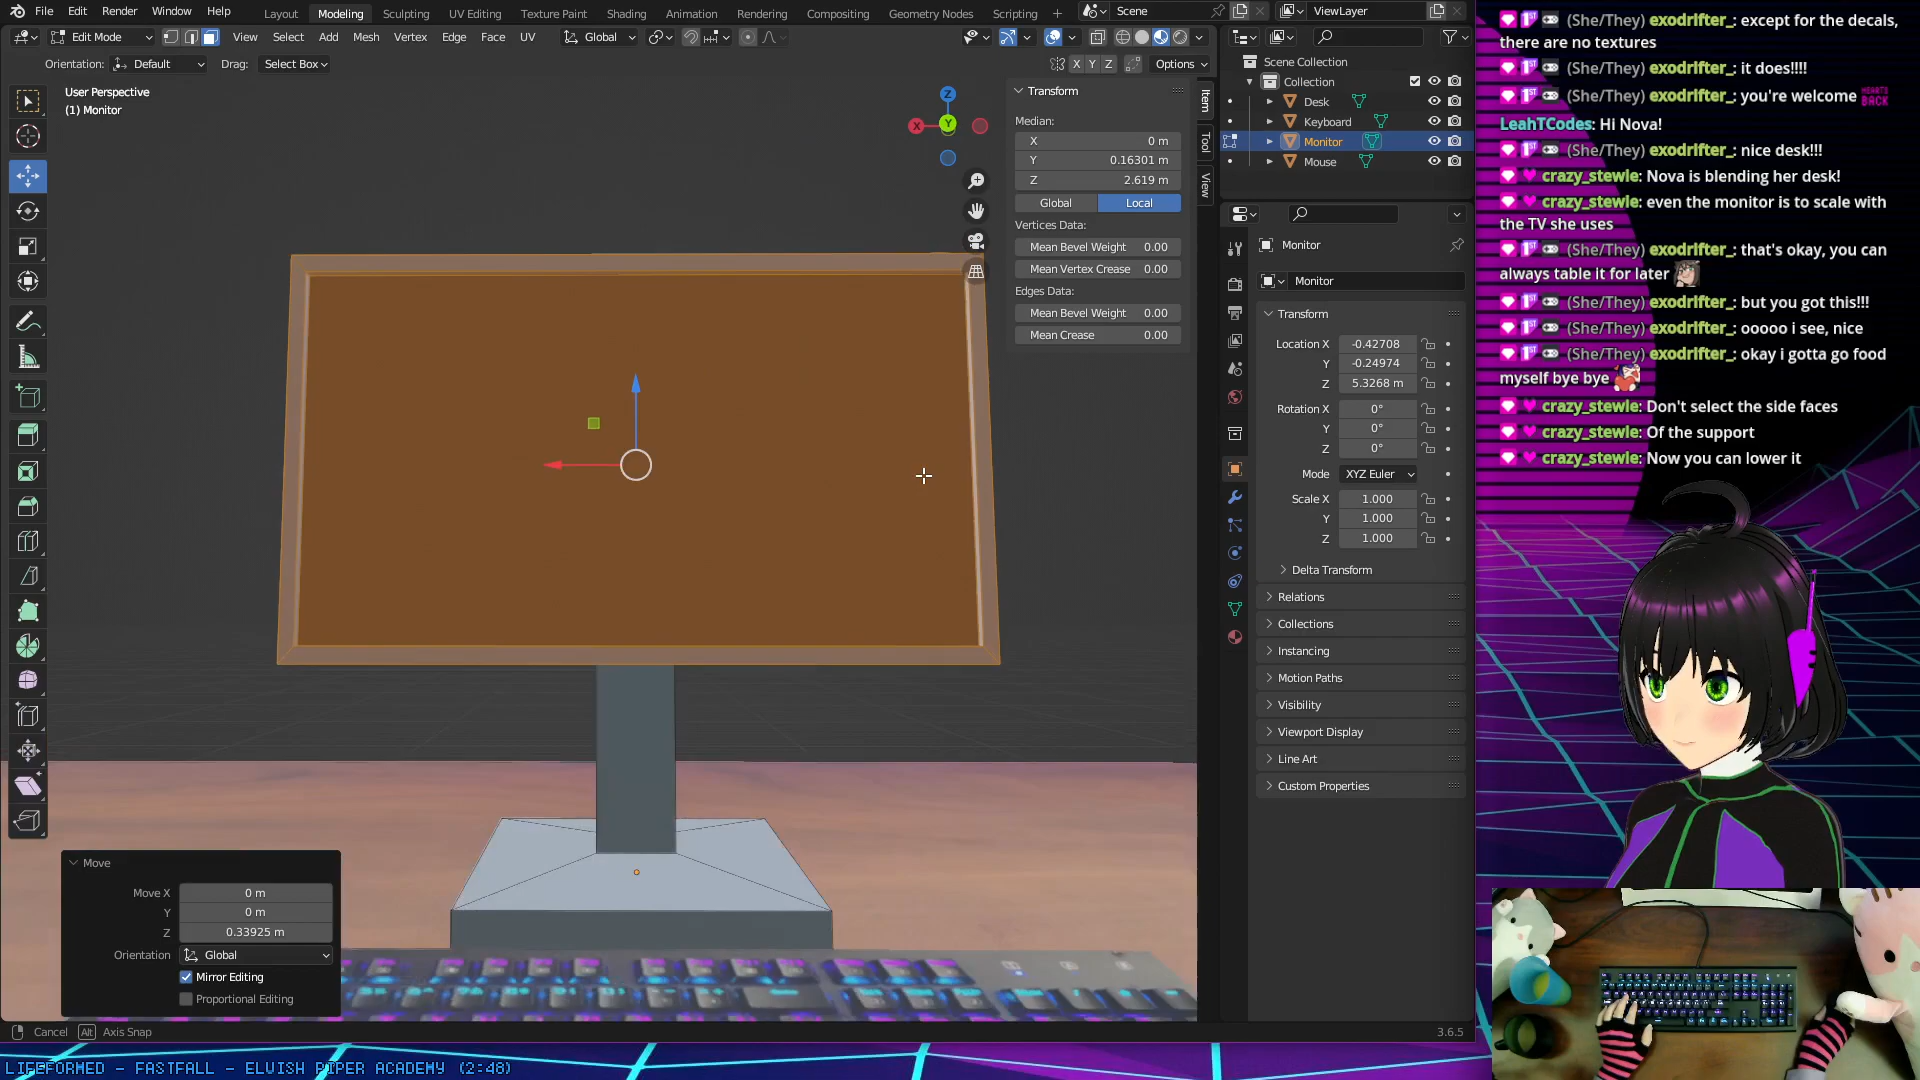 File Edit Render Window Help Layout Modeling Sculpting UV Editing Texture Paint Shading Animation Rendering Compositing Geometry Nodes Scripting + Scene ViewLayer
Edit Mode View Select Add Mesh Vertex Edge Face UV Global
Orientation: Default Drag: Select Box X Y Z Options
User Perspective
(1) Monitor
Z
X
Y
Transform
Median:
X 0 m
Y 0.16301 m
Z 2.619 m
Global Local
Vertices Data:
Mean Bevel Weight 0.00
Mean Vertex Crease 0.00
Edges Data:
Mean Bevel Weight 0.00
Mean Crease 0.00
Item
Tool
View
Move
Move X 0 m
Y 0 m
Z 0.33925 m
Orientation Global
Mirror Editing
Proportional Editing
Cancel Alt Axis Snap
3.6.5
Scene Collection
Collection
Desk
Keyboard
Monitor
Mouse
Monitor
Monitor
Transform
Location X -0.42708
Y -0.24974
Z 5.3268 m
Rotation X 0°
Y 0°
Z 0°
Mode XYZ Euler
Scale X 1.000
Y 1.000
Z 1.000
Delta Transform
Relations
Collections
Instancing
Motion Paths
Visibility
Viewport Display
Line Art
Custom Properties
(She/They) exodrifter_: except for the decals,
there are no textures
(She/They) exodrifter_: it does!!!!
(She/They) exodrifter_: you're welcome HEARTS BACK
LeahTCodes: Hi Nova!
(She/They) exodrifter_: nice desk!!!
crazy_stewie: Nova is blending her desk!
crazy_stewie: even the monitor is to scale with
the TV she uses
(She/They) exodrifter_: that's okay, you can
always table it for later
(She/They) exodrifter_: but you got this!!!
(She/They) exodrifter_: ooooo i see, nice
(She/They) exodrifter_: okay i gotta go food
myself bye bye
crazy_stewie: Don't select the side faces
crazy_stewie: Of the support
crazy_stewie: Now you can lower it
LIFEFORMED - FASTFALL - ELVISH PIPER ACADEMY (2:48)